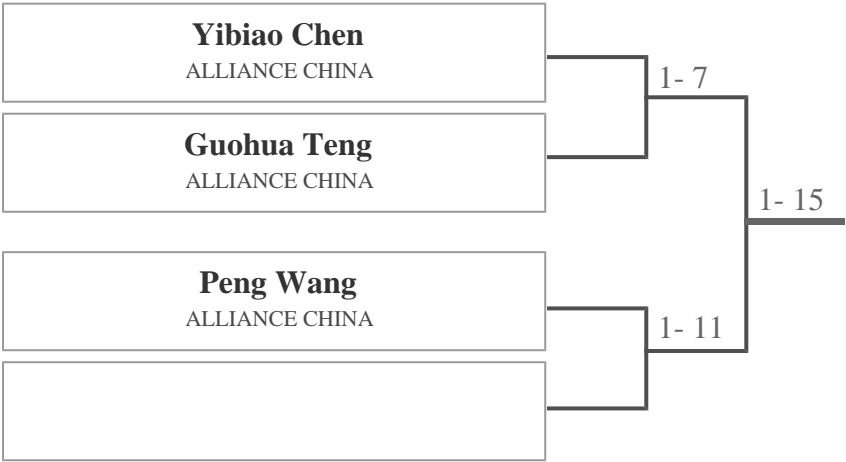 Yibiao Chen
ALLIANCE CHINA
1- 7
Guohua Teng
ALLIANCE CHINA
1- 15
Peng Wang
ALLIANCE CHINA
1- 11